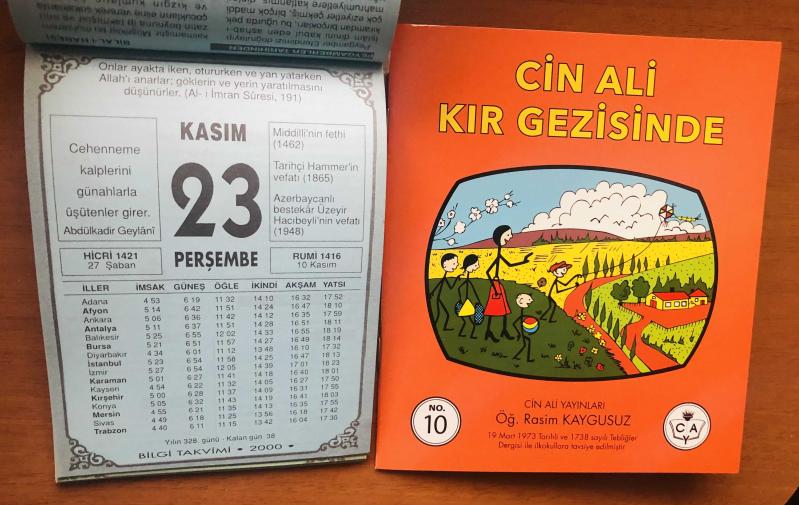 PEYGAMBERLER TARİHİNDEN
BİLAL-İ HABEŞİ
Onlar ayakta iken, otururken ve yan yatarken
Allah'ı anarlar; göklerin ve yerin yaratılmasını
düşünürler. (Al- ı İmran Sûresi, 191)
Cehenneme
kalplerini
günahlarla
üşütenler girer.
Abdülkadir Geylânî
KASIM
23
PERŞEMBE
Middilli'nin fethi
(1462)
Tarihçi Hammer'in
vefatı (1865)
Azerbaycanlı
bestekâr Üzeyir
Hacıbeyli'nin vefatı
(1948)
HİCRİ 1421
27 Şaban
RUMİ 1416
10 Kasım
İLLER İMSAK GÜNEŞ ÖĞLE İKİNDİ AKŞAM YATSI
Adana 4 53 6 19 11 32 14 10 16 32 17 52
Afyon 5 14 6 42 11 51 14 24 16 47 18 10
Ankara 5 06 6 36 11 42 14 12 16 35 17 59
Antalya 5 11 6 37 11 51 14 28 16 51 18 11
Balıkesir 5 25 6 55 12 02 14 33 16 55 18 19
Bursa 5 21 6 51 11 57 14 27 16 49 18 14
Diyarbakır 4 34 6 01 11 12 13 48 16 10 17 32
İstanbul 5 23 6 54 11 58 14 25 16 47 18 13
İzmir 5 27 6 54 12 05 14 39 17 01 18 23
Karaman 5 01 6 27 11 41 14 18 16 40 18 01
Kayseri 4 54 6 22 11 32 14 05 16 27 17 50
Kırşehir 5 00 6 28 11 37 14 09 16 31 17 55
Konya 5 05 6 32 11 43 14 19 16 41 18 03
Mersin 4 55 6 21 11 35 14 13 16 35 17 55
Sivas 4 49 6 18 11 25 13 56 16 18 17 42
Trabzon 4 40 6 11 11 15 13 42 16 04 17 30
Yılın 328. günü - Kalan gün 38
BİLGİ TAKVİMİ • 2000 •
CİN ALİ
KIR GEZİSİNDE
NO.
10
CİN ALİ YAYINLARI
Öğ. Rasim KAYGUSUZ
19 Mart 1973 Tarihli ve 1738 sayılı Tebliğler
Dergisi ile ilkokullara tavsiye edilmiştir
C A
Y